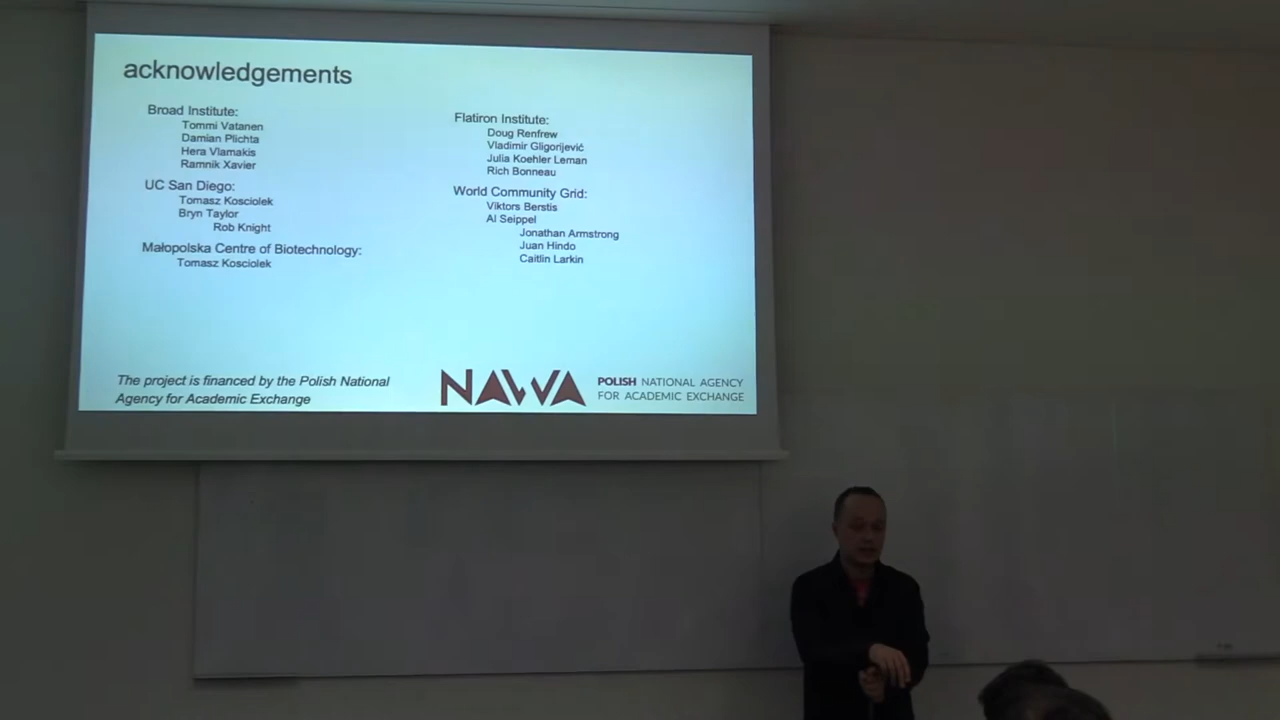 acknowledgements
Broad Institute:
Tommi Vatanen
Damian Plichta
Hera Vlamakis
Ramnik Xavier
UC San Diego:
Tomasz Kosciolek
Bryn Taylor
Rob Knight
Małopolska Centre of Biotechnology:
Tomasz Kosciolek
Flatiron Institute:
Doug Renfrew
Vladimir Gligorijević
Julia Koehler Leman
Rich Bonneau
World Community Grid:
Viktors Berstis
Al Seippel
Jonathan Armstrong
Juan Hindo
Caitlin Larkin
The project is financed by the Polish National
Agency for Academic Exchange
NAWA
POLISH NATIONAL AGENCY
FOR ACADEMIC EXCHANGE